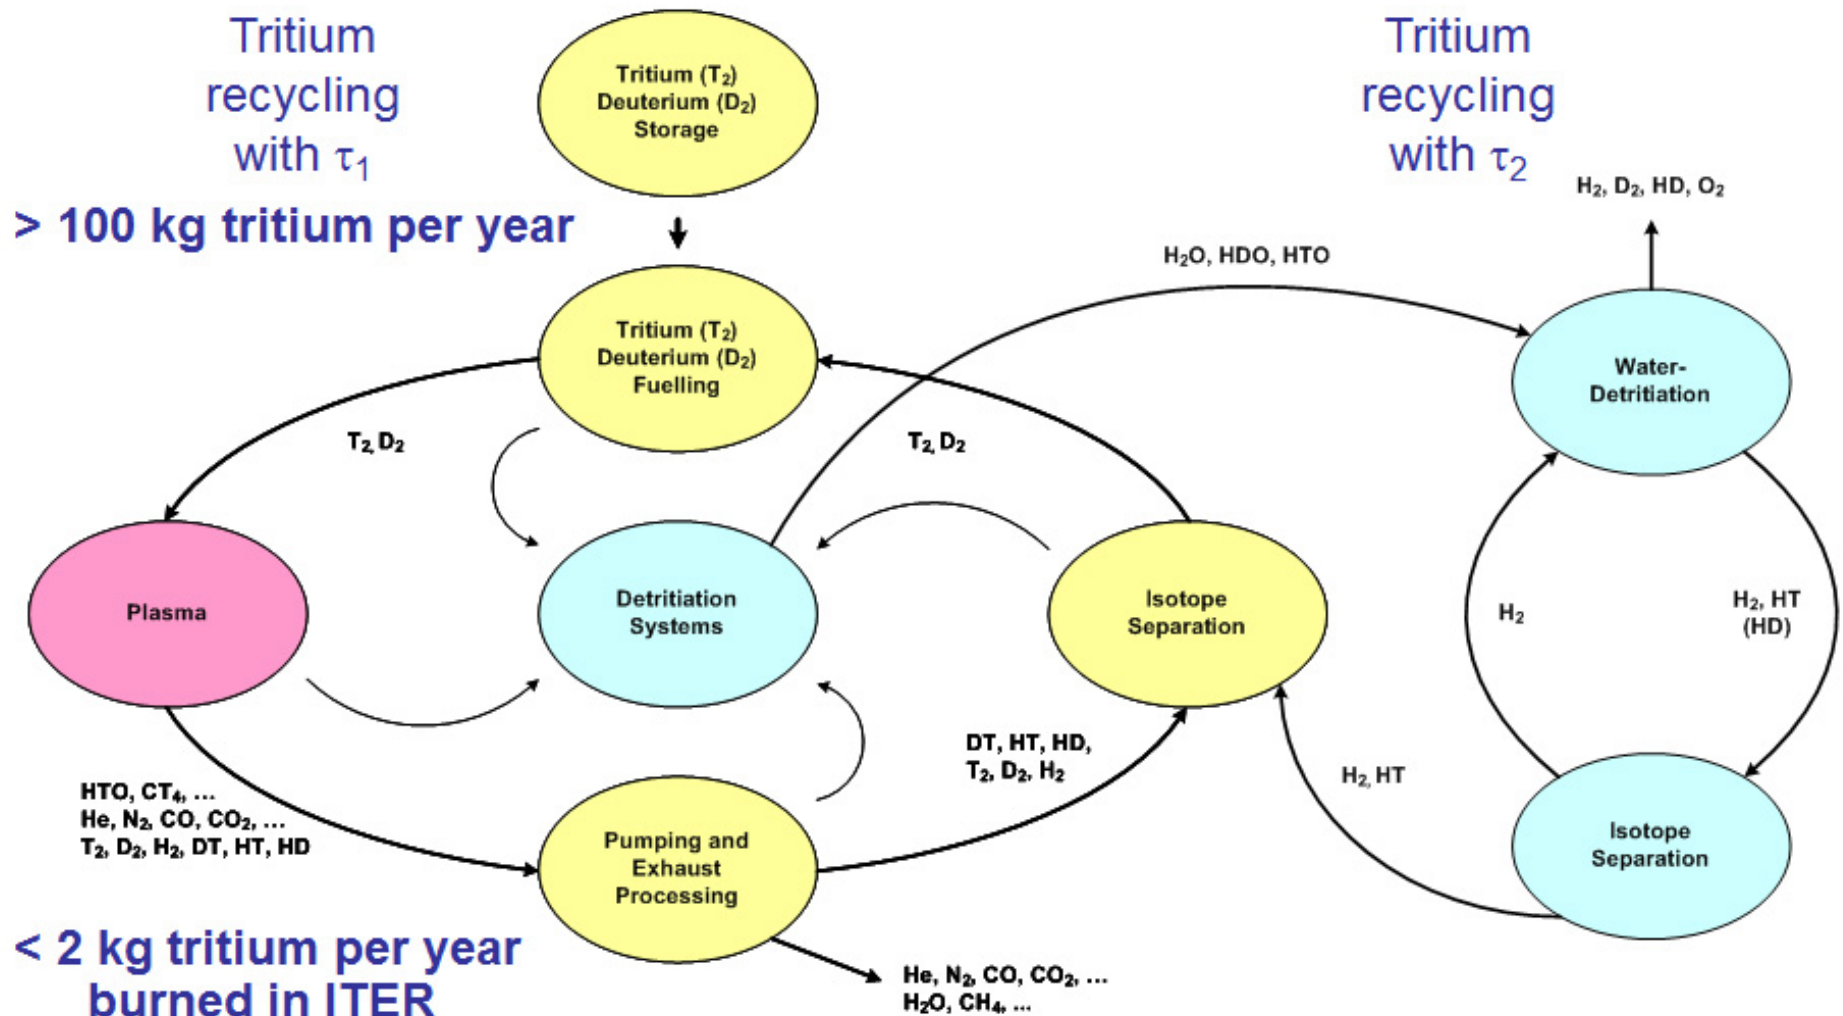 Tritium
recycling
with τ₁
> 100 kg tritium per year
Tritium (T₂)
Deuterium (D₂)
Storage
Tritium
recycling
with τ₂
H₂, D₂, HD, O₂
H₂O, HDO, HTO
Tritium (T₂)
Deuterium (D₂)
Fuelling
Water-
Detritiation
T₂, D₂
T₂, D₂
Plasma
Detritiation
Systems
Isotope
Separation
H₂
H₂, HT
(HD)
HTO, CT₄, ...
He, N₂, CO, CO₂, ...
T₂, D₂, H₂, DT, HT, HD
Pumping and
Exhaust
Processing
DT, HT, HD,
T₂, D₂, H₂
H₂, HT
Isotope
Separation
< 2 kg tritium per year
burned in ITER
He, N₂, CO, CO₂, ...
H₂O, CH₄, ...